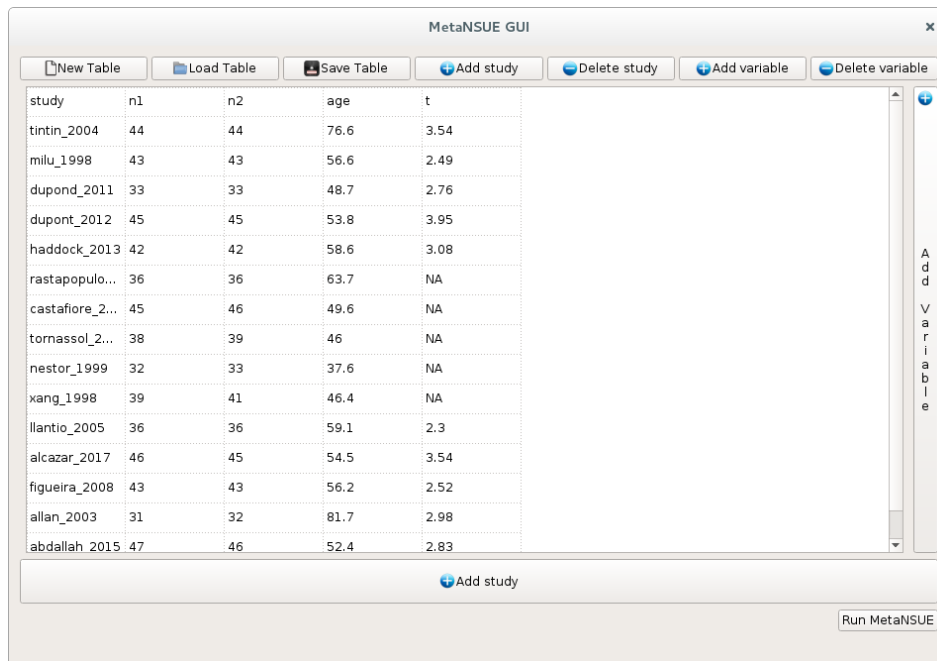 MetaNSUE GUI
New Table Load Table Save Table Add study Delete study Add variable Delete variable
study n1 n2 age t
tintin_2004 44 44 76.6 3.54
milu_1998 43 43 56.6 2.49
dupond_2011 33 33 48.7 2.76
dupont_2012 45 45 53.8 3.95
haddock_2013 42 42 58.6 3.08
rastapopulo... 36 36 63.7 NA
castafiore_2... 45 46 49.6 NA
tornassol_2... 38 39 46 NA
nestor_1999 32 33 37.6 NA
xang_1998 39 41 46.4 NA
llantio_2005 36 36 59.1 2.3
alcazar_2017 46 45 54.5 3.54
figueira_2008 43 43 56.2 2.52
allan_2003 31 32 81.7 2.98
abdallah_2015 47 46 52.4 2.83
Add Variable
Add study
Run MetaNSUE